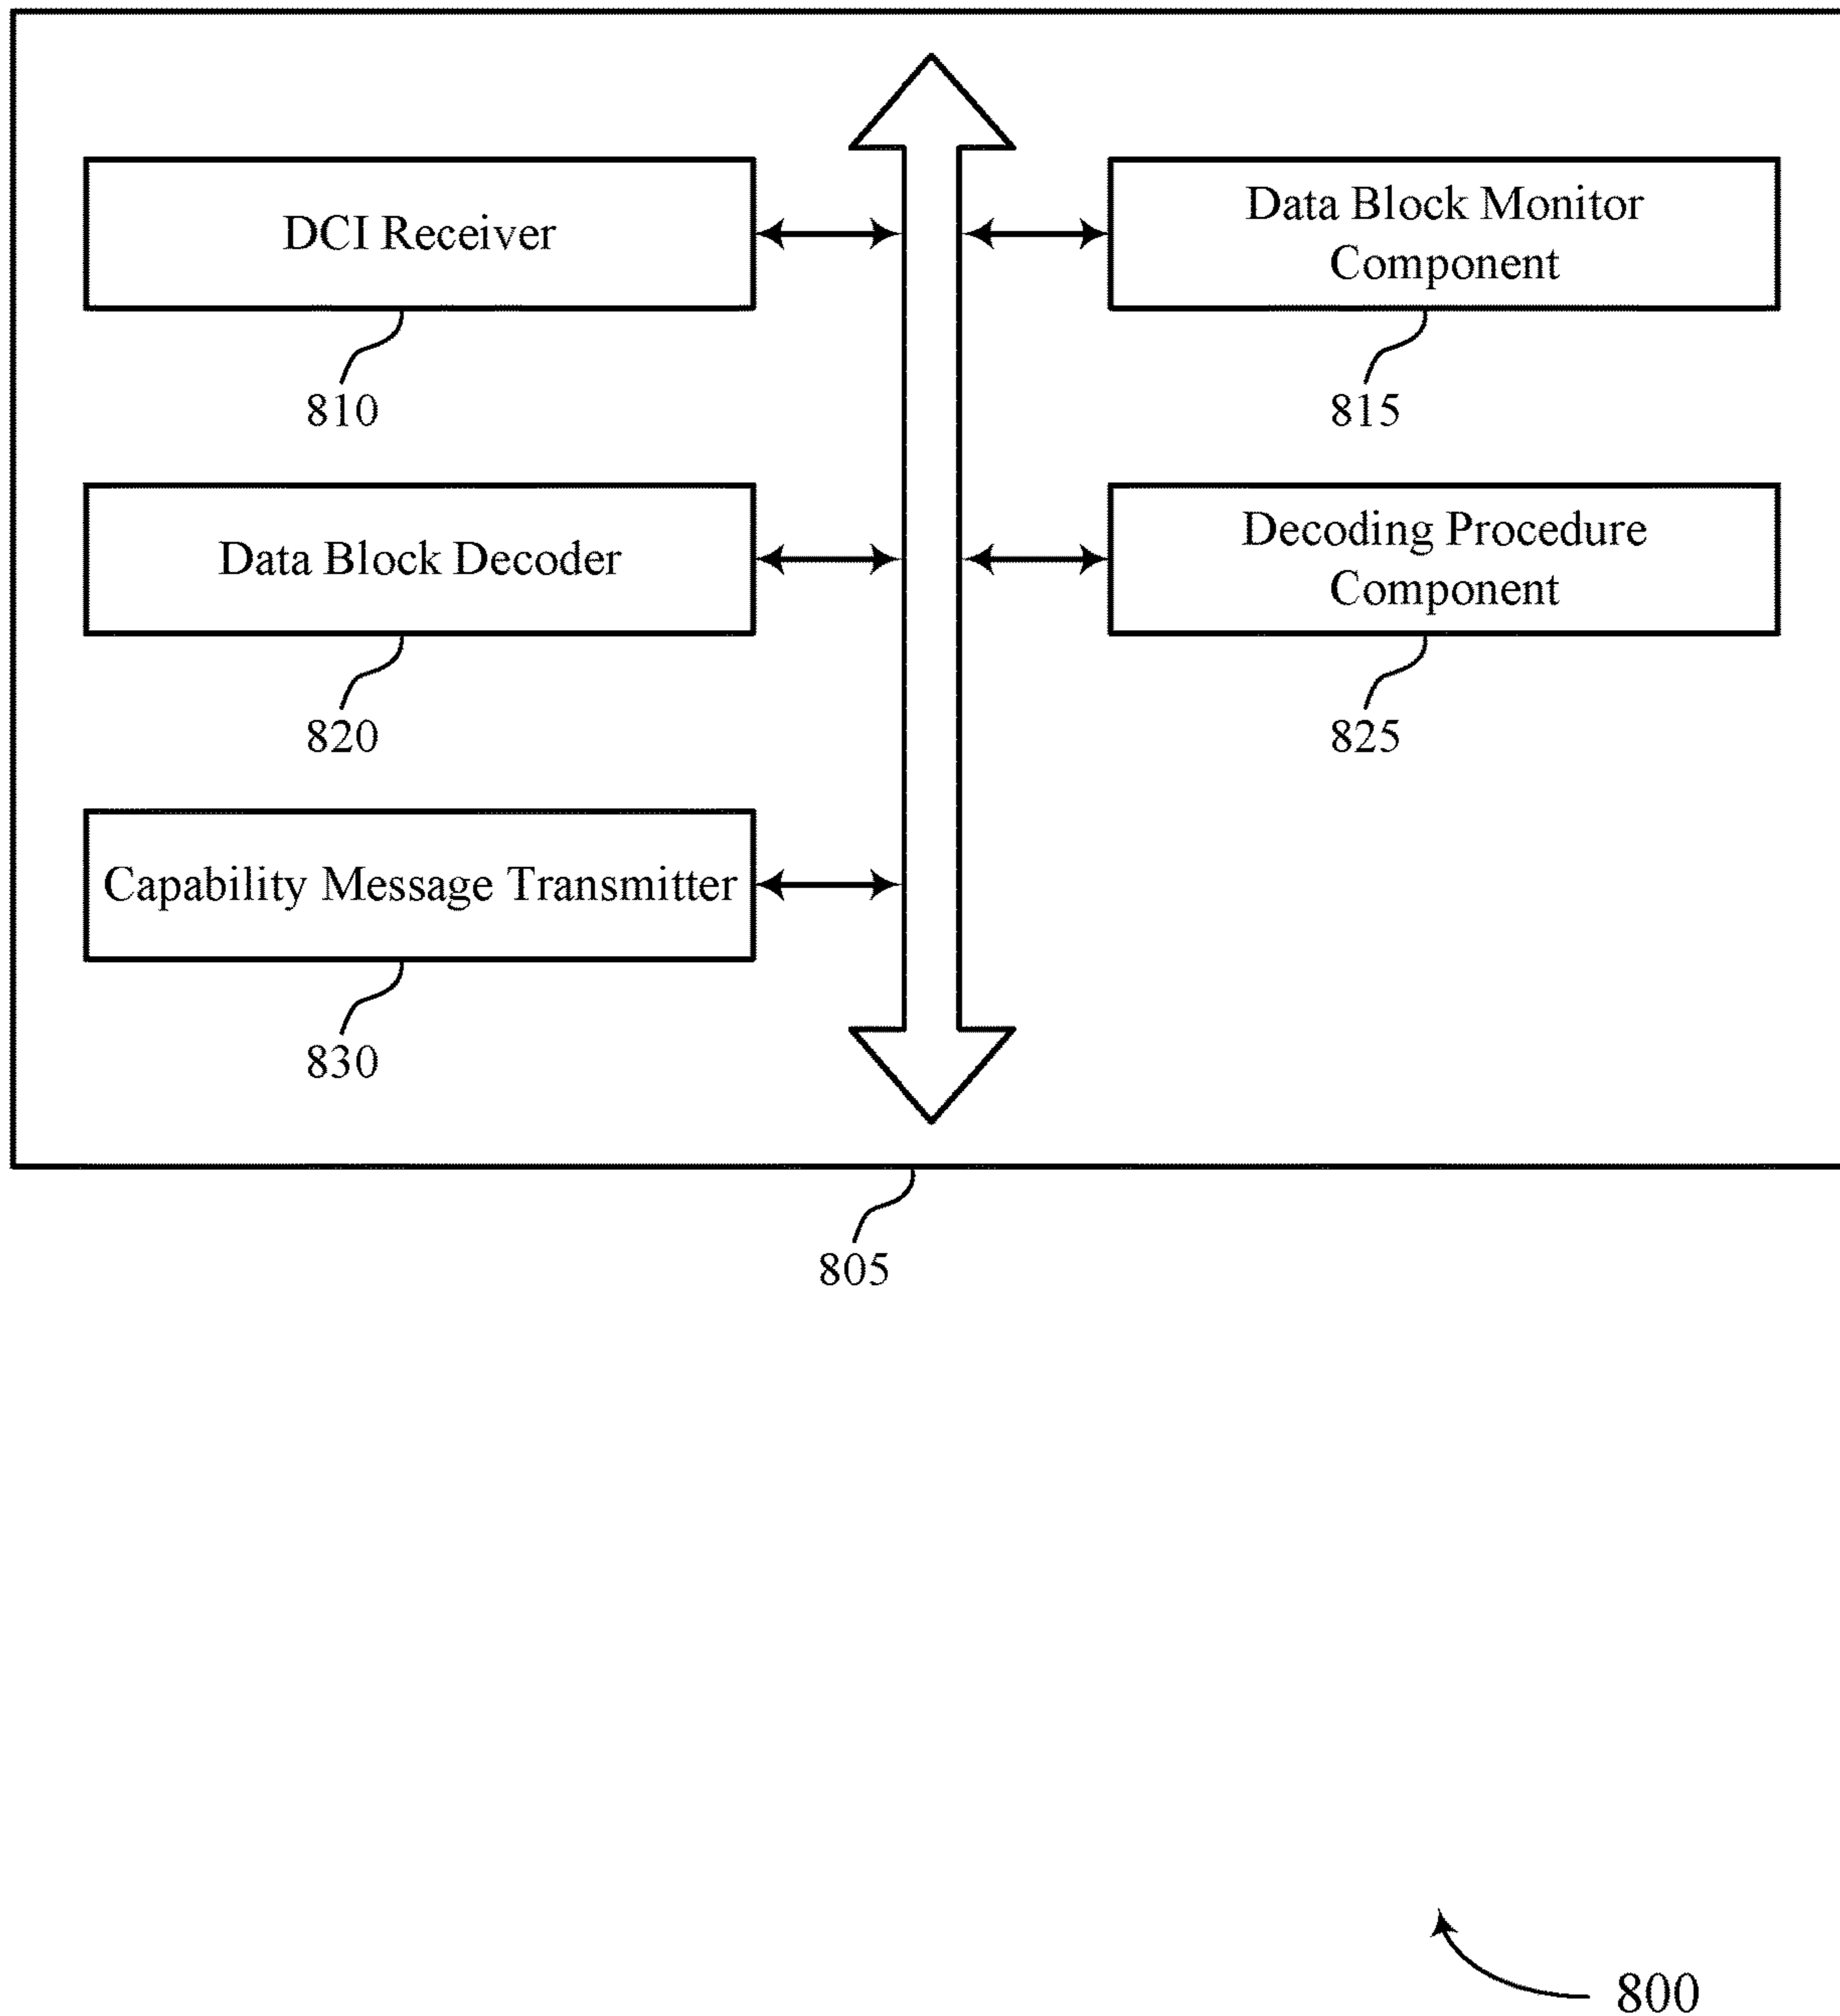 DCI Receiver
810
Data Block Monitor
Component
815
Data Block Decoder
820
Decoding Procedure
Component
825
Capability Message Transmitter
830
805
800